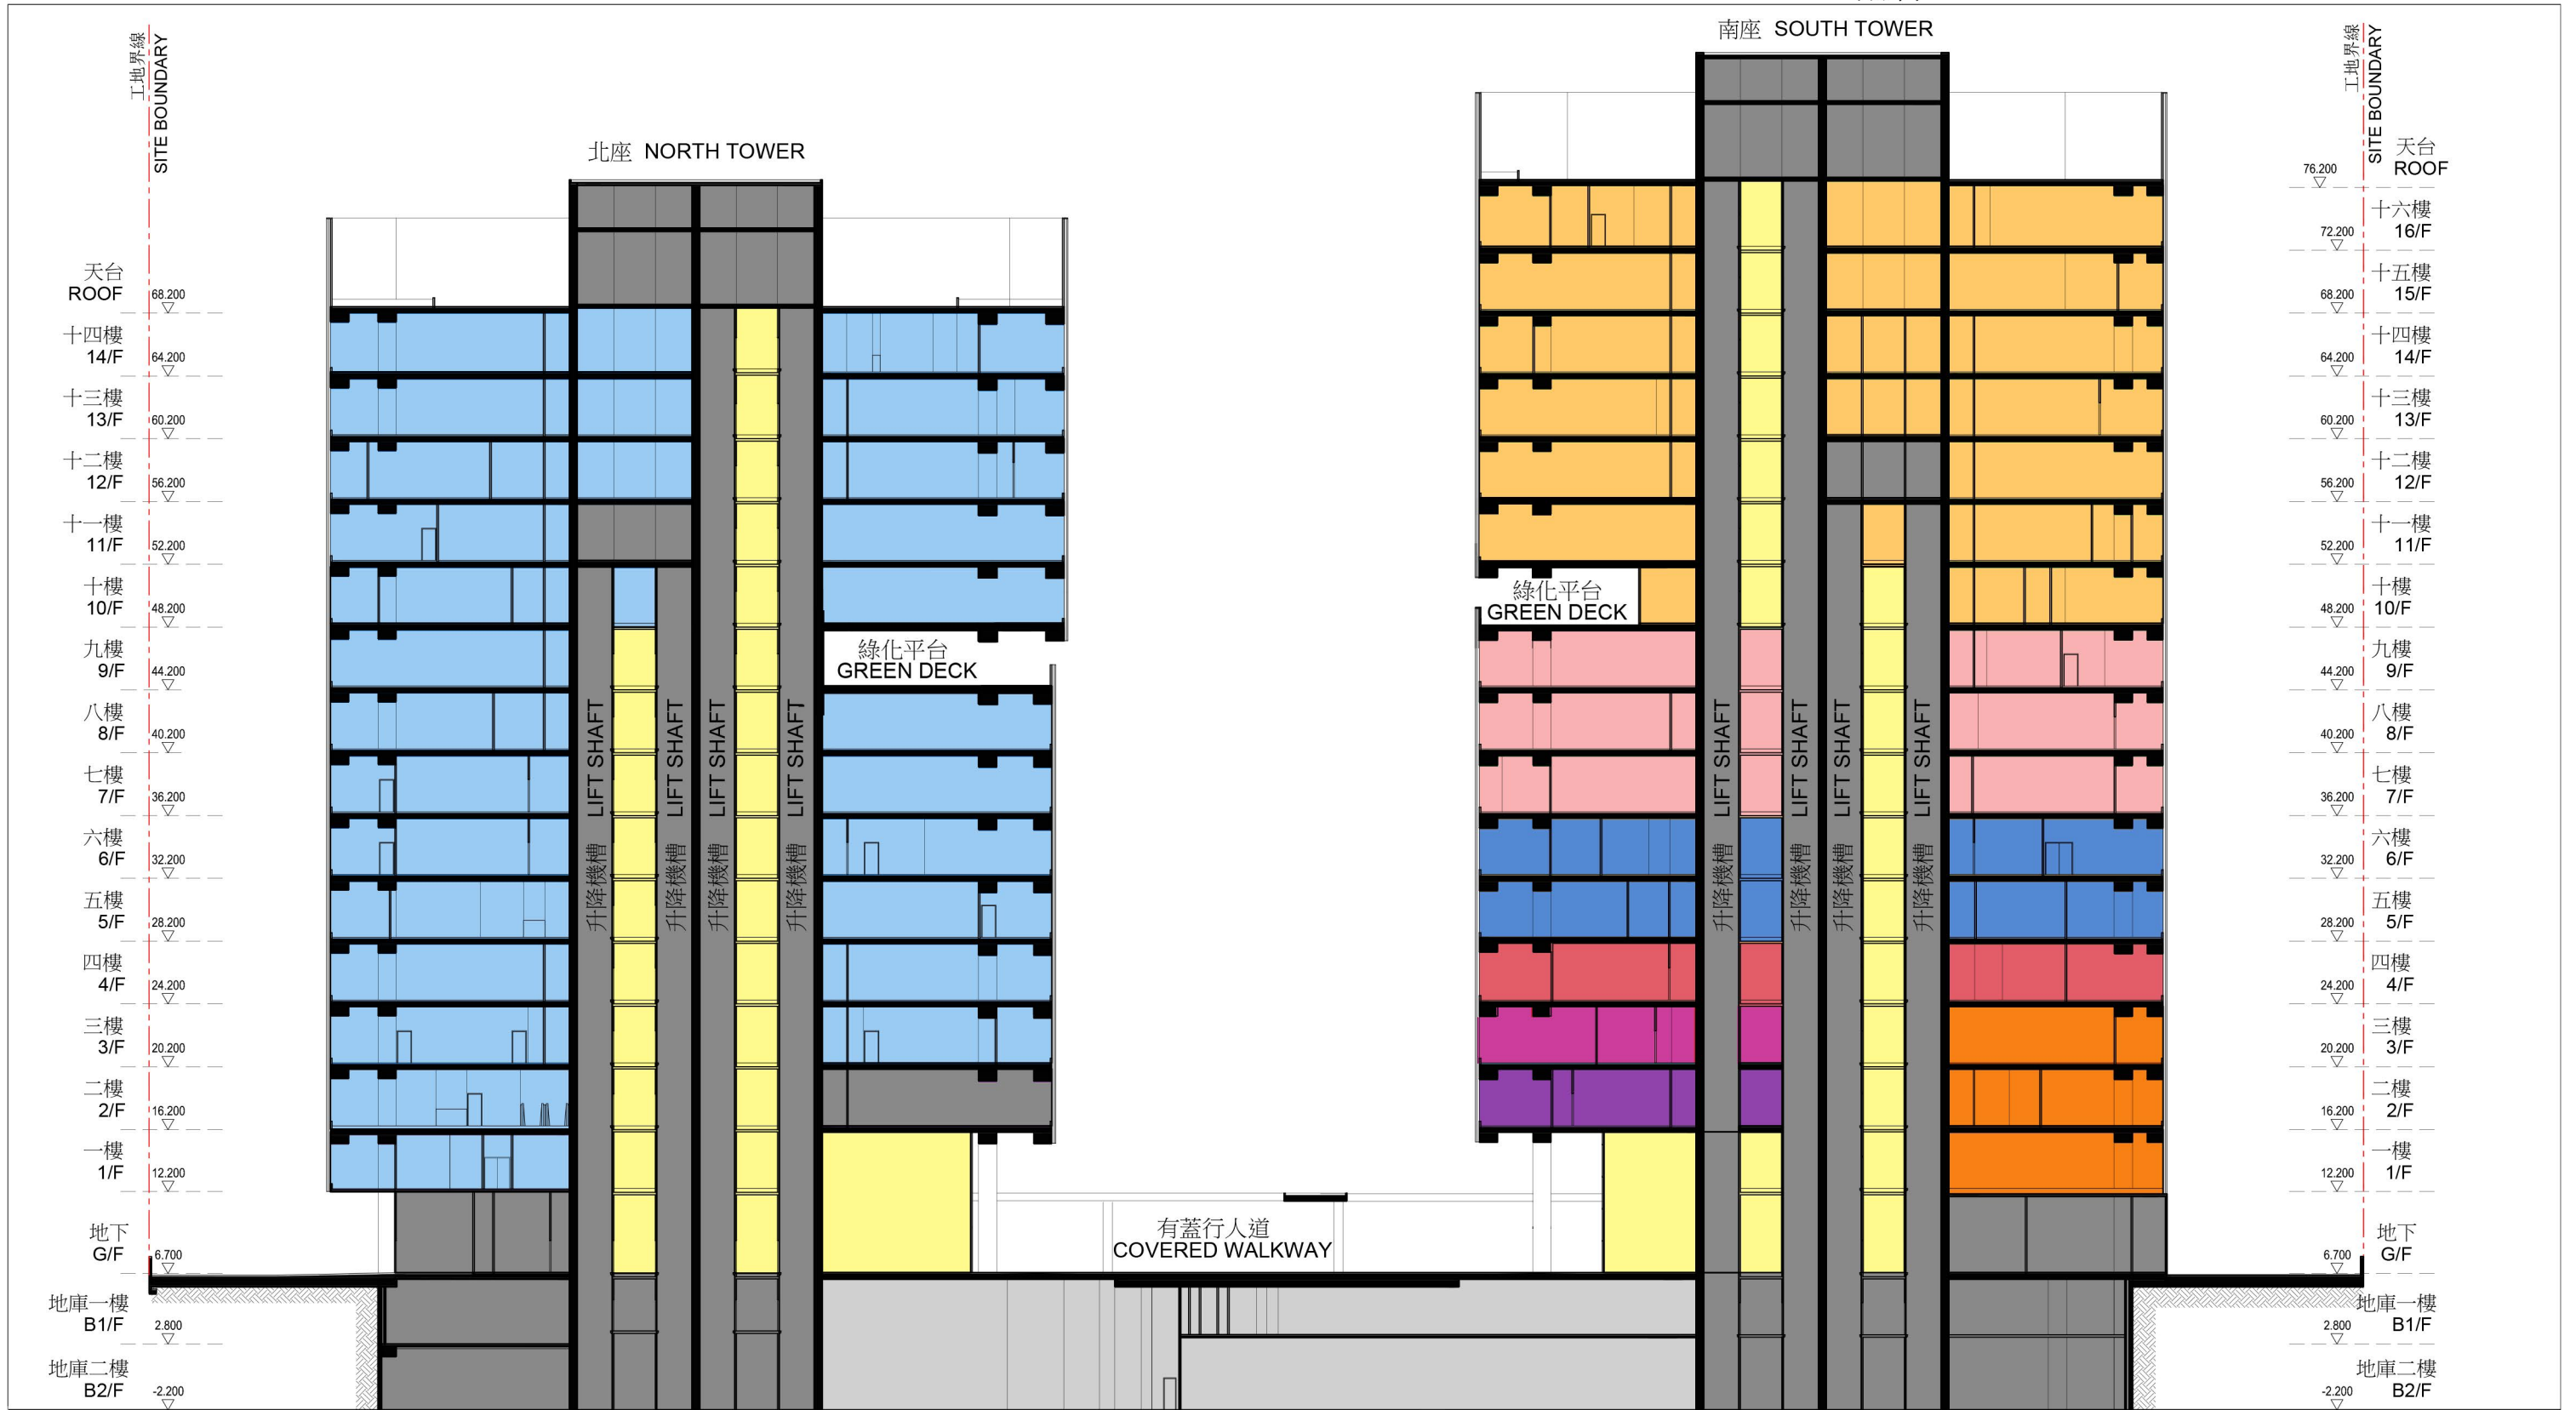 南座 SOUTH TOWER
工地界線
SITE BOUNDARY
工地界線
SITE BOUNDARY
北座 NORTH TOWER
天台
ROOF
68.200
十四樓
14/F
64.200
十三樓
13/F
60.200
十二樓
12/F
56.200
十一樓
11/F
52.200
十樓
10/F
48.200
九樓
9/F
44.200
八樓
8/F
40.200
七樓
7/F
36.200
六樓
6/F
32.200
五樓
5/F
28.200
四樓
4/F
24.200
三樓
3/F
20.200
二樓
2/F
16.200
一樓
1/F
12.200
地下
G/F
6.700
地庫一樓
B1/F
2.800
地庫二樓
B2/F
-2.200
升降機槽 LIFT SHAFT
升降機槽 LIFT SHAFT
升降機槽 LIFT SHAFT
升降機槽 LIFT SHAFT
綠化平台
GREEN DECK
有蓋行人道
COVERED WALKWAY
綠化平台
GREEN DECK
升降機槽 LIFT SHAFT
升降機槽 LIFT SHAFT
升降機槽 LIFT SHAFT
升降機槽 LIFT SHAFT
天台
76.200 ROOF
十六樓
72.200 16/F
十五樓
68.200 15/F
十四樓
64.200 14/F
十三樓
60.200 13/F
十二樓
56.200 12/F
十一樓
52.200 11/F
十樓
48.200 10/F
九樓
44.200 9/F
八樓
40.200 8/F
七樓
36.200 7/F
六樓
32.200 6/F
五樓
28.200 5/F
四樓
24.200 4/F
三樓
20.200 3/F
二樓
16.200 2/F
一樓
12.200 1/F
地下
6.700 G/F
地庫一樓
2.800 B1/F
地庫二樓
-2.200 B2/F